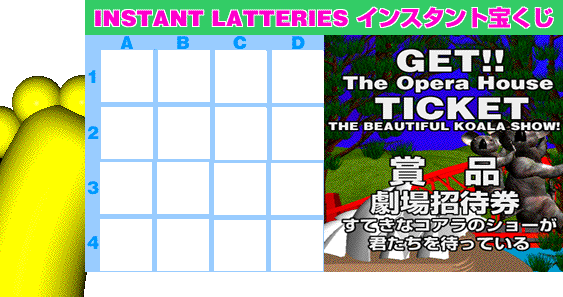 INSTANT LATTERIES インスタント宝くじ
A B C D
1
2
3
4
GET!!
The Opera House
TICKET
THE BEAUTIFUL KOALA SHOW!
賞 品
劇場招待券
すてきなコアラのショーが
君たちを待っている